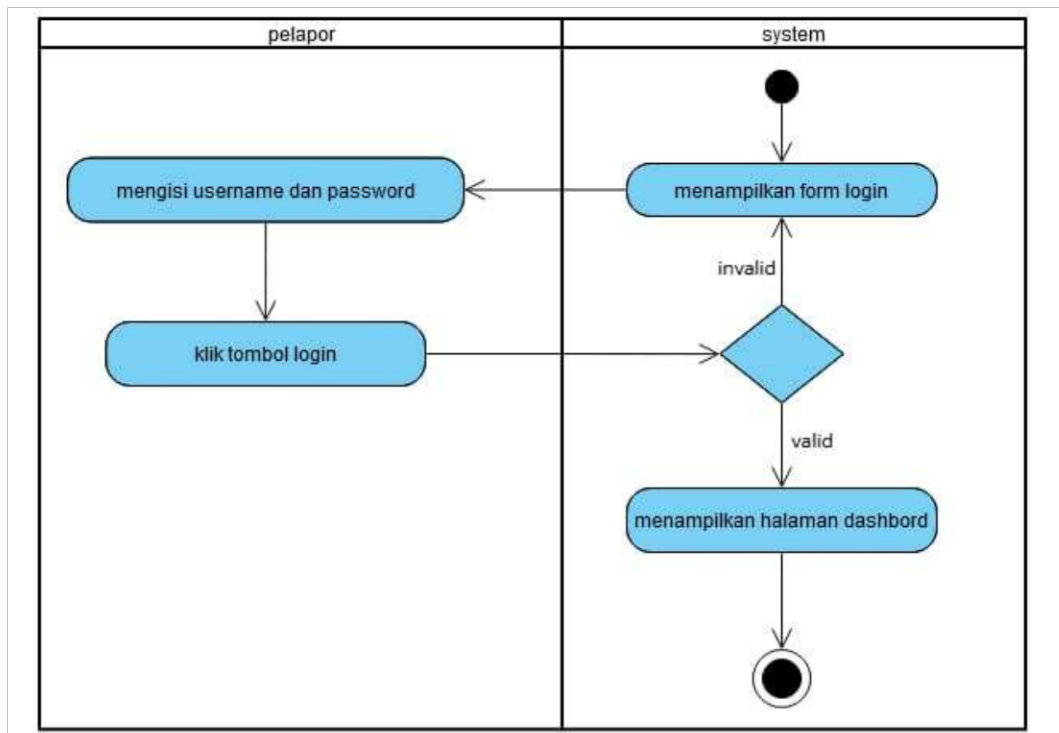 pelapor
system
mengisi username dan password
menampilkan form login
invalid
klik tombol login
valid
menampilkan halaman dashbord